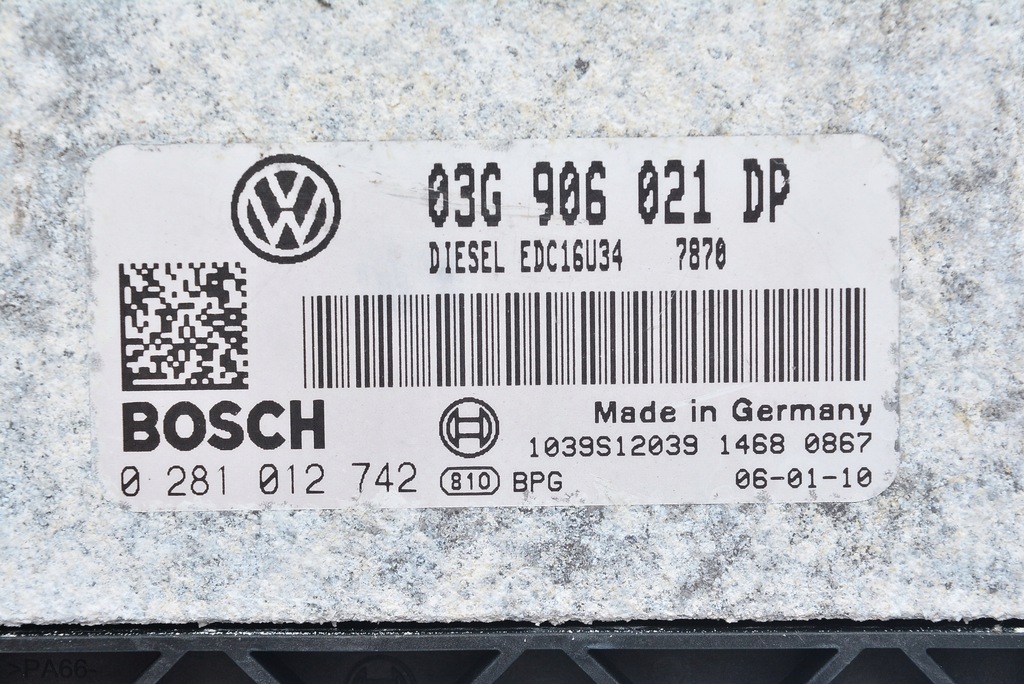 03G 906 021 DP
DIESEL EDC16U34 7870
BOSCH
Made in Germany
1039S12039 1468 0867
0 281 012 742 810 BPG 06-01-10
>PA66-